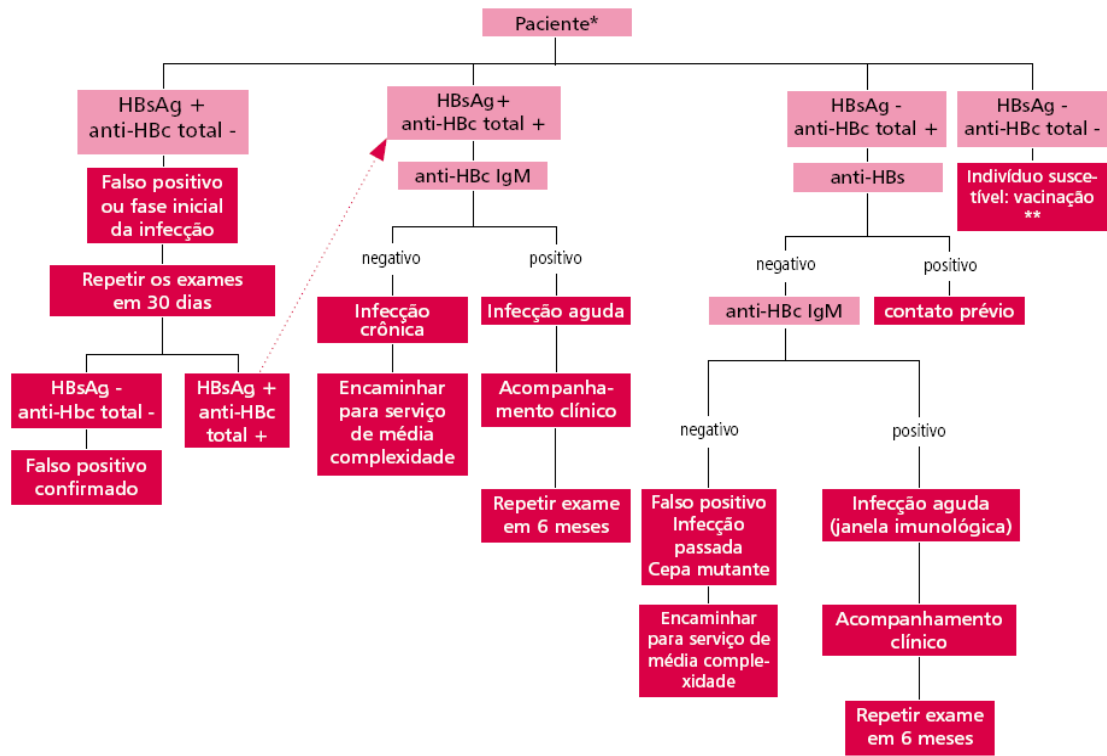 Paciente*
HBsAg +
anti-HBc total -
Falso positivo
ou fase inicial
da infecção
Repetir os exames
em 30 dias
HBsAg -
anti-Hbc total -
Falso positivo
confirmado
HBsAg +
anti-HBc
total +
HBsAg+
anti-HBc total +
anti-HBc IgM
negativo
Infecção
crônica
Encaminhar
para serviço
de média
complexidade
positivo
Infecção aguda
Acompanha-
mento clínico
Repetir exame
em 6 meses
HBsAg -
anti-HBc total +
anti-HBs
negativo
anti-HBc IgM
negativo
Falso positivo
Infecção
passada
Cepa mutante
Encaminhar
para serviço de
média comple-
xidade
positivo
Infecção aguda
(janela imunológica)
Acompanhamento
clínico
Repetir exame
em 6 meses
positivo
contato prévio
HBsAg -
anti-HBc total -
Indivíduo susce-
tível: vacinação
**